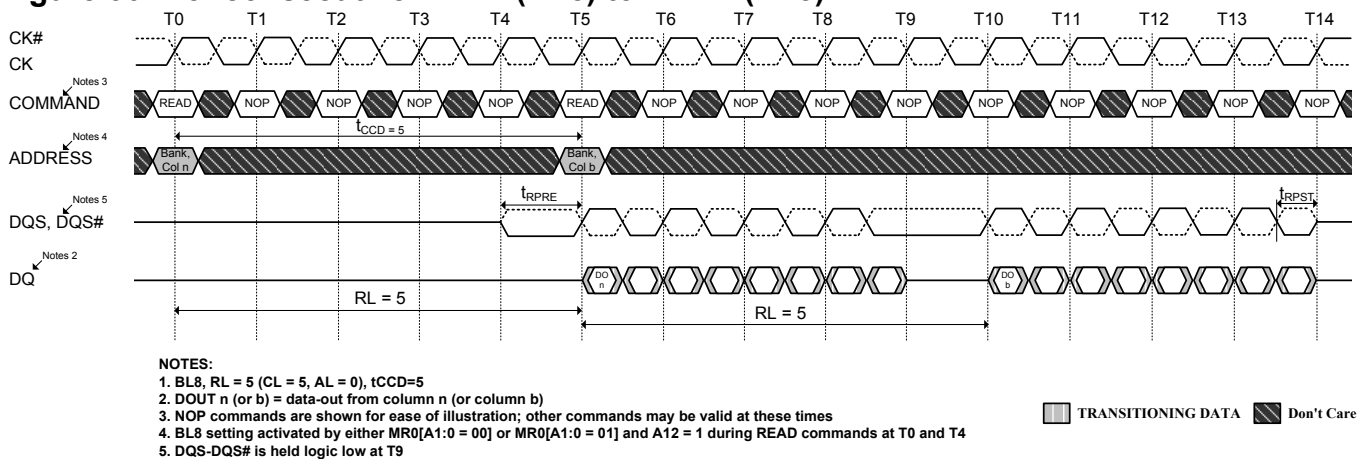 T0 T1 T2 T3 T4 T5 T6 T7 T8 T9 T10 T11 T12 T13 T14
CK#
CK
Notes 3
COMMAND READ NOP NOP NOP NOP READ NOP NOP NOP NOP NOP NOP NOP NOP NOP
tCCD = 5
Notes 4
ADDRESS Bank, Col n Bank, Col b
tRPRE
Notes 5
DQS, DQS# tRPST
Notes 2
DQ DO n DO b
RL = 5
RL = 5
NOTES:
1. BL8, RL = 5 (CL = 5, AL = 0), tCCD=5
2. DOUT n (or b) = data-out from column n (or column b)
3. NOP commands are shown for ease of illustration; other commands may be valid at these times
4. BL8 setting activated by either MR0[A1:0 = 00] or MR0[A1:0 = 01] and A12 = 1 during READ commands at T0 and T4
5. DQS-DQS# is held logic low at T9
TRANSITIONING DATA Don't Care